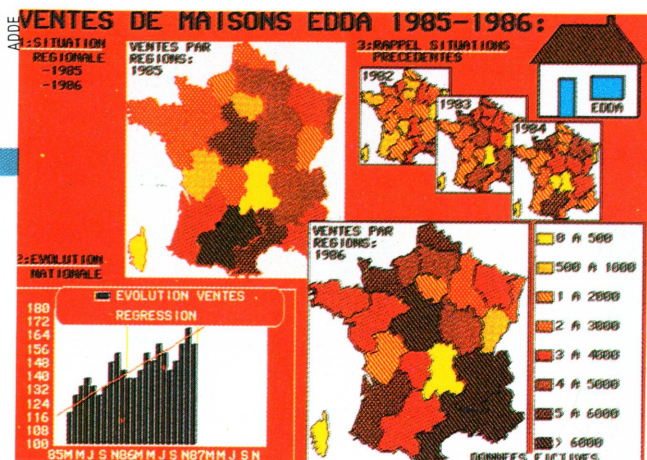 ADDE
VENTES DE MAISONS EDDA 1985-1986:
1:SITUATION
REGIONALE
-1985
-1986
VENTES PAR
REGIONS:
1985
3:RAPPEL SITUATIONS
PRECEDENTES
1982
1983
1984
EDDA
VENTES PAR
REGIONS:
1986
0 A 500
500 A 1000
1 A 2000
2 A 3000
3 A 4000
4 A 5000
5 A 6000
> 6000
DONNEES FICTIVES
2:EVOLUTION
NATIONALE
EVOLUTION VENTES
REGRESSION
180
172
164
156
148
140
132
124
116
108
100
85M M J S N86M M J S N87M M J S N